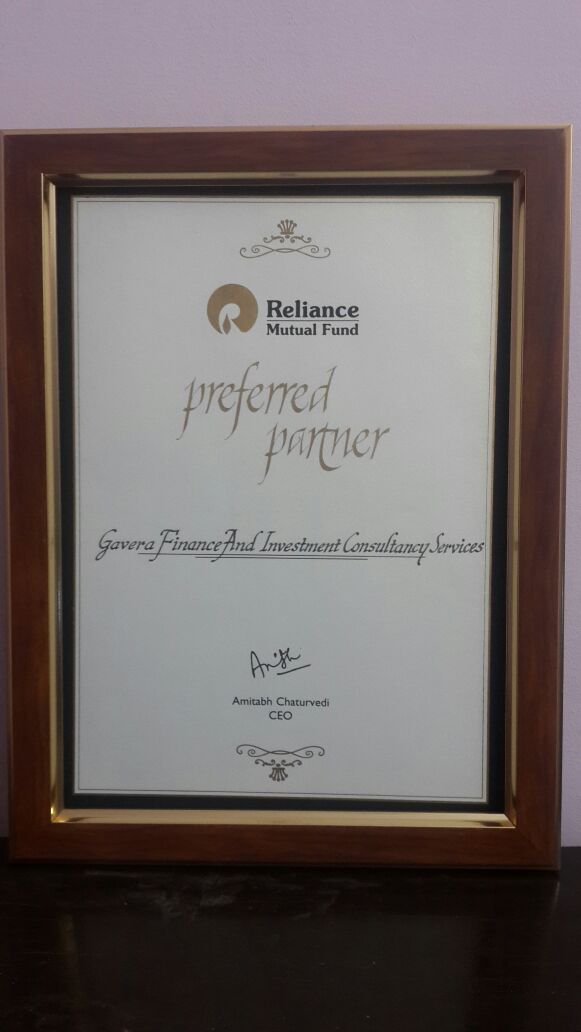 Reliance
Mutual Fund
preferred
partner
Gavera Finance And Investment Consultancy Services
Amitabh Chaturvedi
CEO